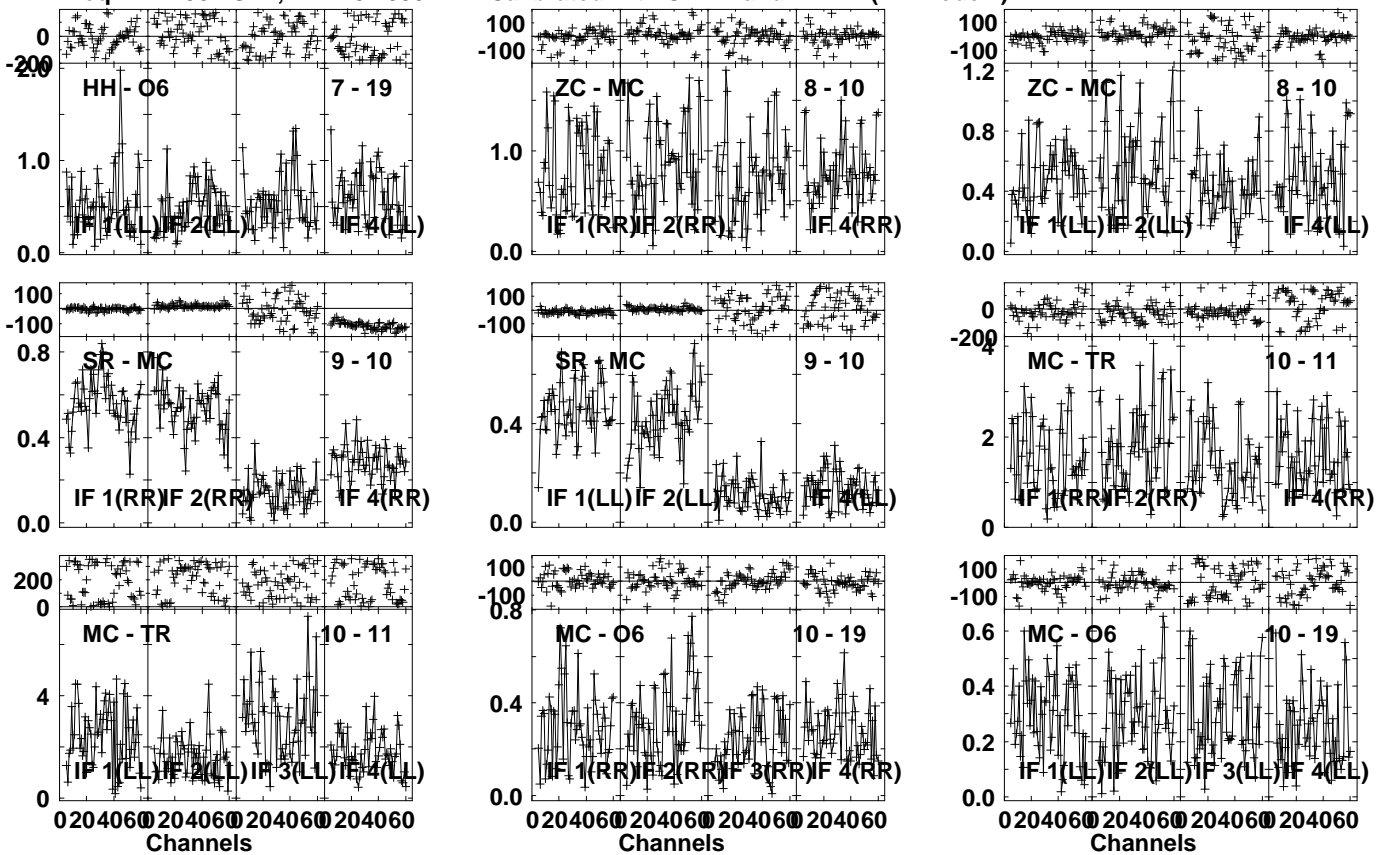 0
-200
100
-100
100
-100
2.0
1.0
0.0
HH - O6
7 - 19
IF 1(LL)
IF 2(LL)
IF 4(LL)
1.0
0.0
ZC - MC
8 - 10
IF 1(RR)
IF 2(RR)
IF 4(RR)
1.2
0.8
0.4
0.0
ZC - MC
8 - 10
IF 1(LL)
IF 2(LL)
IF 4(LL)
100
-100
0.8
0.4
0.0
SR - MC
9 - 10
IF 1(RR)
IF 2(RR)
IF 4(RR)
100
-100
0.4
0.0
SR - MC
9 - 10
IF 1(LL)
IF 2(LL)
IF 4(LL)
0
-200
4
2
0
MC - TR
10 - 11
IF 1(RR)
IF 2(RR)
IF 4(RR)
200
0
4
0
MC - TR
10 - 11
IF 1(LL)
IF 2(LL)
IF 3(LL)
IF 4(LL)
100
-100
0.8
0.4
0.0
MC - O6
10 - 19
IF 1(RR)
IF 2(RR)
IF 3(RR)
IF 4(RR)
100
-100
0.6
0.4
0.2
0.0
MC - O6
10 - 19
IF 1(LL)
IF 2(LL)
IF 3(LL)
IF 4(LL)
0 20 40 60 0 20 40 60 0 20 40 60 0 20 40 60
Channels
0 20 40 60 0 20 40 60 0 20 40 60 0 20 40 60
Channels
0 20 40 60 0 20 40 60 0 20 40 60 0 20 40 60
Channels